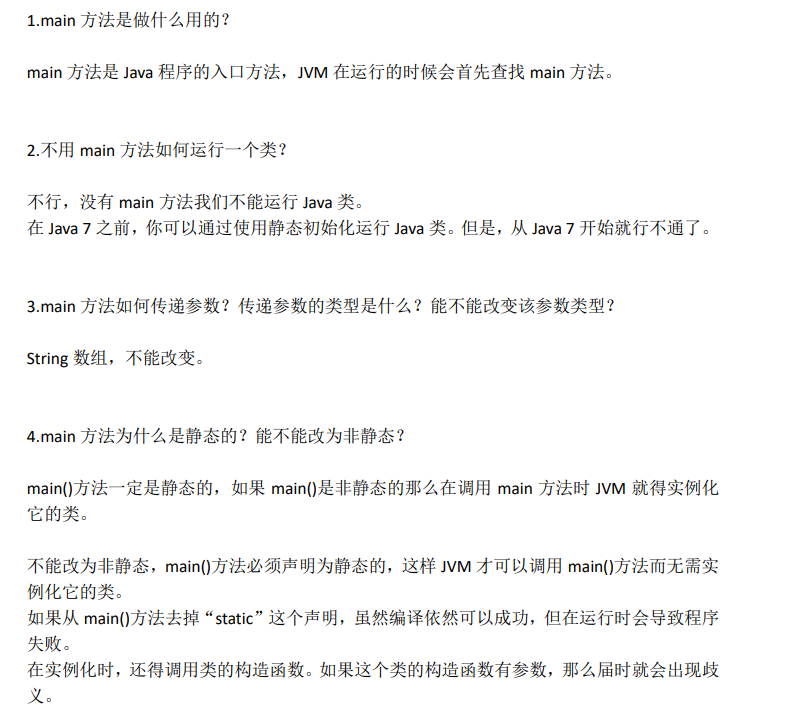 1.main 方法是做什么用的？
main 方法是 Java 程序的入口方法，JVM 在运行的时候会首先查找 main 方法。
2.不用 main 方法如何运行一个类？
不行，没有 main 方法我们不能运行 Java 类。
在 Java 7 之前，你可以通过使用静态初始化运行 Java 类。但是，从 Java 7 开始就行不通了。
3.main 方法如何传递参数？传递参数的类型是什么？能不能改变该参数类型？
String 数组，不能改变。
4.main 方法为什么是静态的？能不能改为非静态？
main()方法一定是静态的，如果 main()是非静态的那么在调用 main 方法时 JVM 就得实例化
它的类。
不能改为非静态，main()方法必须声明为静态的，这样 JVM 才可以调用 main()方法而无需实
例化它的类。
如果从 main()方法去掉“static”这个声明，虽然编译依然可以成功，但在运行时会导致程序
失败。
在实例化时，还得调用类的构造函数。如果这个类的构造函数有参数，那么届时就会出现歧
义。